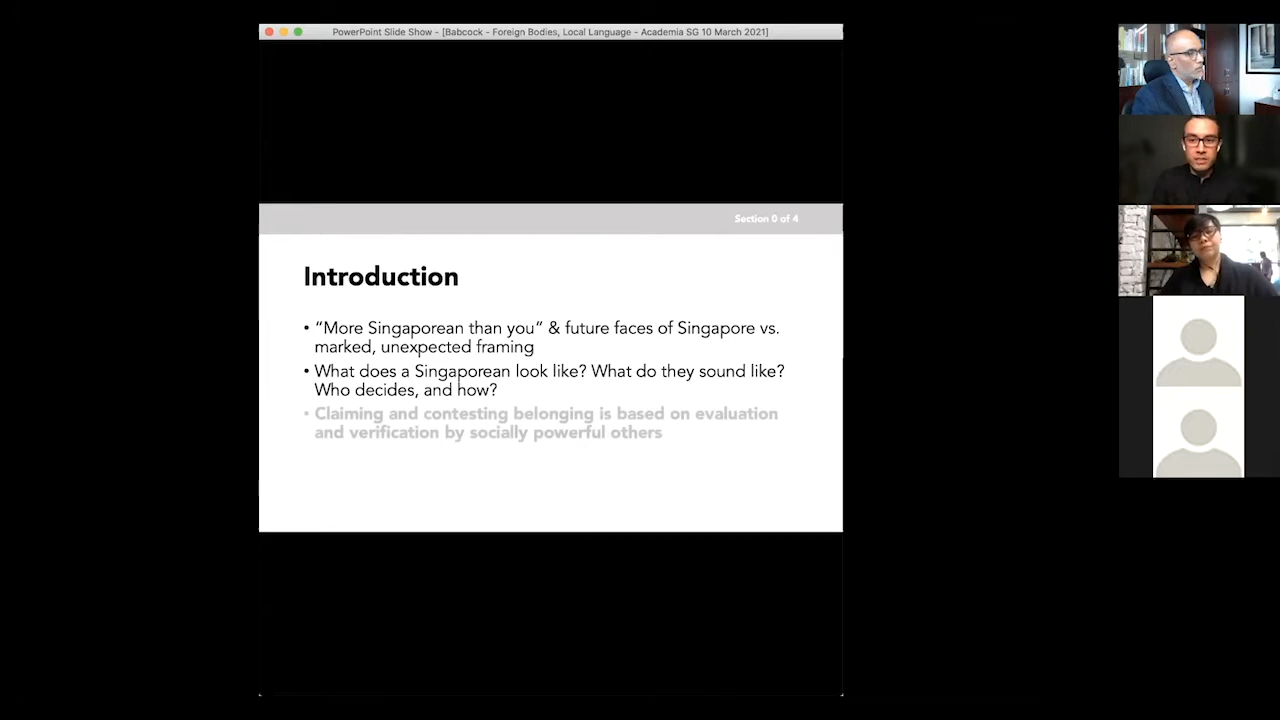 PowerPoint Slide Show - [Babcock - Foreign Bodies, Local Language - Academia SG 10 March 2021]
Section 0 of 4
Introduction
• “More Singaporean than you” & future faces of Singapore vs.
marked, unexpected framing
• What does a Singaporean look like? What do they sound like?
Who decides, and how?
• Claiming and contesting belonging is based on evaluation
and verification by socially powerful others